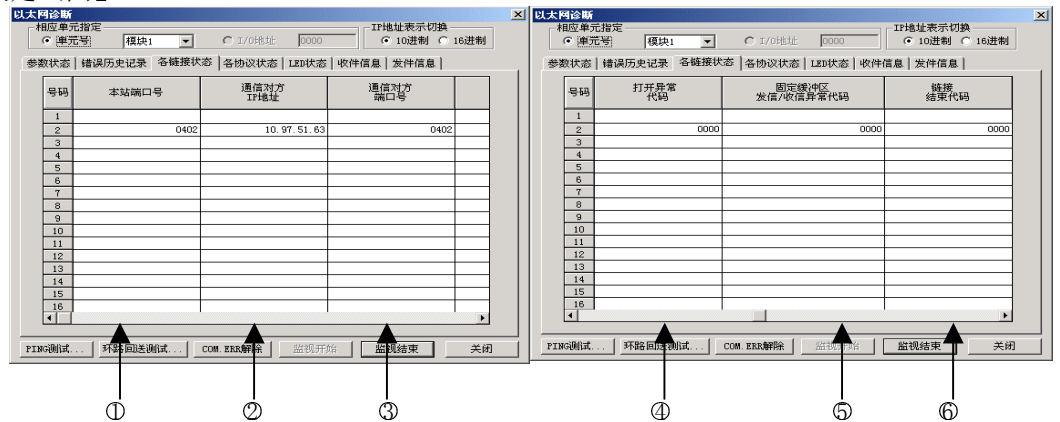 以太网诊断
相应单元指定
单元号 模块1 I/O地址 0000
IP地址表示切换
10进制 16进制
参数状态 错误历史记录 各链接状态 各协议状态 LED状态 收件信息 发件信息
号码 本站端口号 通信对方 IP地址 通信对方 端口号
1
2 0402 10. 97. 51. 63 0402
3
4
5
6
7
8
9
10
11
12
13
14
15
16
PING测试... 环路回送测试... COM. ERR解除 监视开始 监视结束 关闭
① ② ③
以太网诊断
相应单元指定
单元号 模块1 I/O地址 0000
IP地址表示切换
10进制 16进制
参数状态 错误历史记录 各链接状态 各协议状态 LED状态 收件信息 发件信息
号码 打开异常 代码 固定缓冲区 发信/收信异常代码 链接 结束代码
1
2 0000 0000 0000
3
4
5
6
7
8
9
10
11
12
13
14
15
16
PING测试... 环路回送测试... COM. ERR解除 监视开始 监视结束 关闭
④ ⑤ ⑥